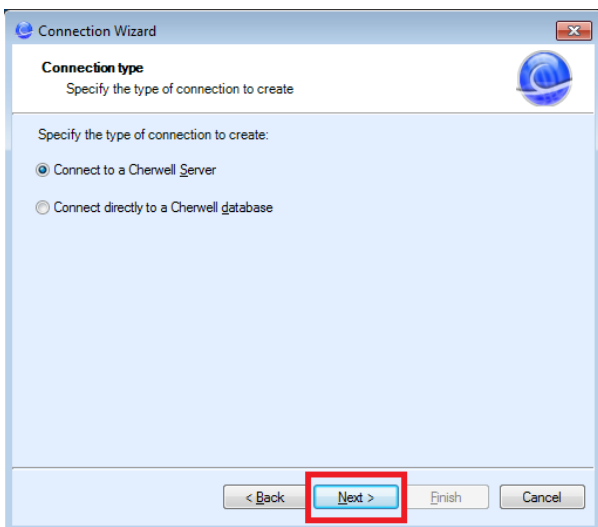 Connection Wizard
Connection type
Specify the type of connection to create
Specify the type of connection to create:
Connect to a Cherwell Server
Connect directly to a Cherwell database
< Back Next > Finish Cancel